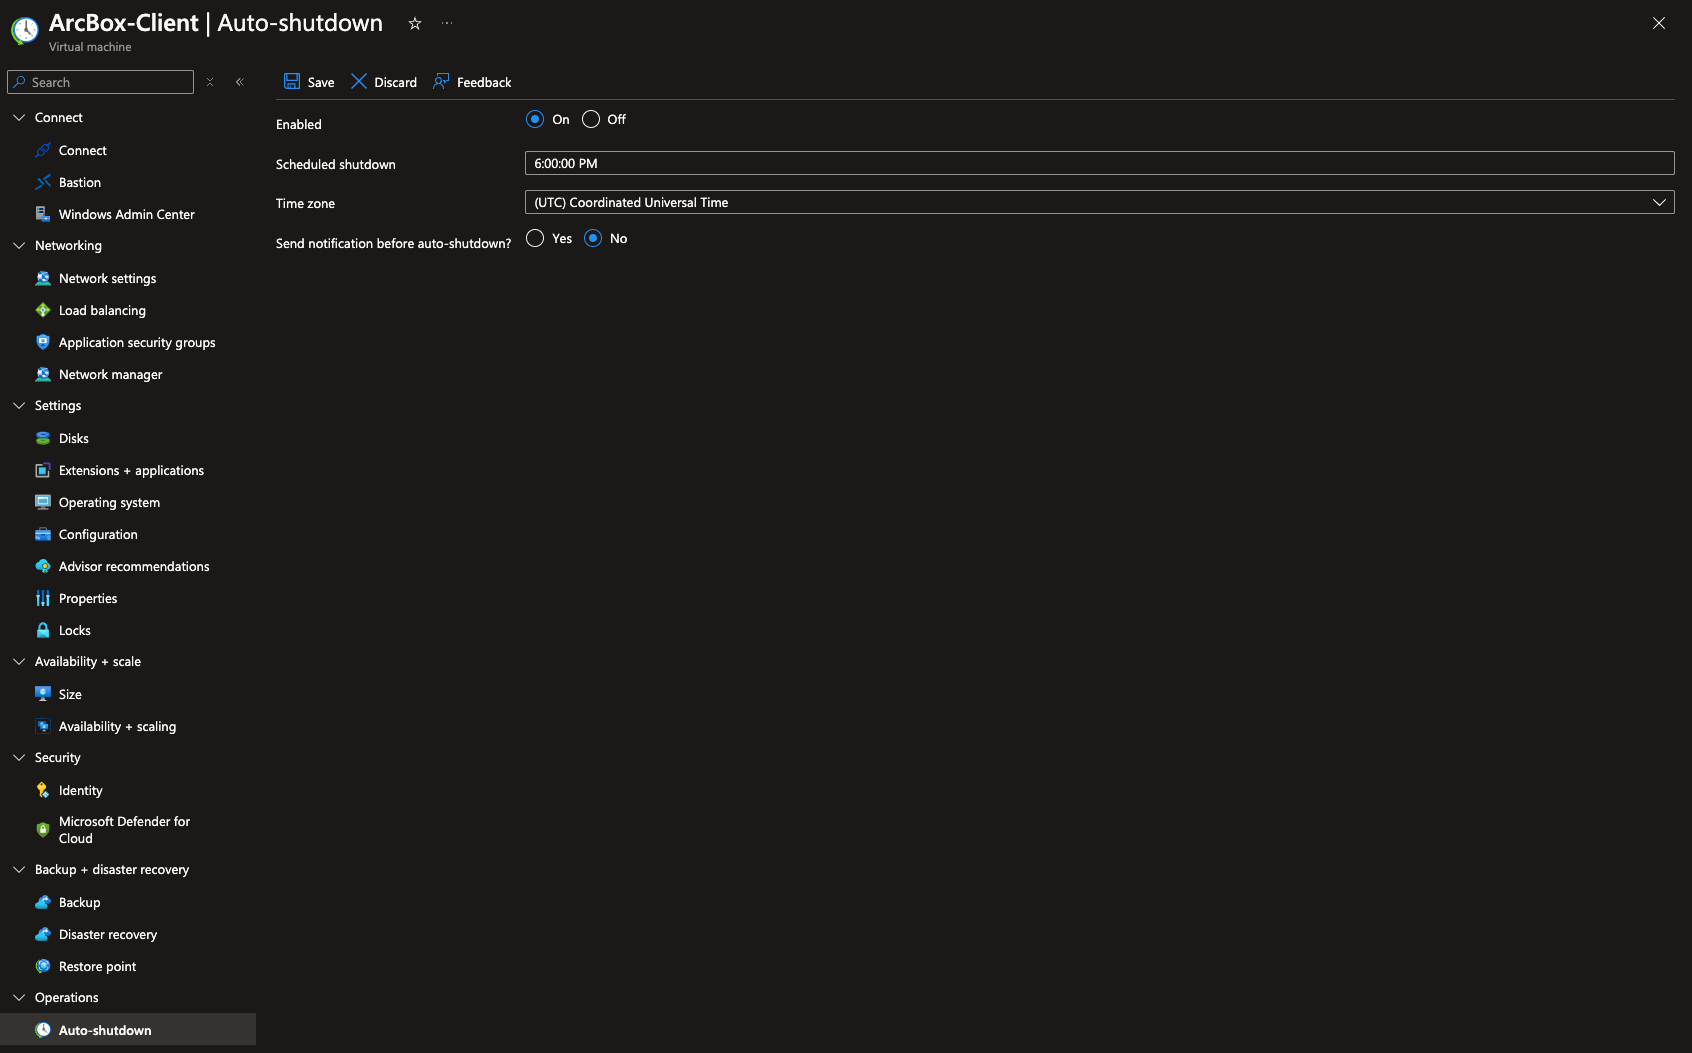 ArcBox-Client | Auto-shutdown
Virtual machine
Search
Save Discard Feedback
Connect
Connect
Bastion
Windows Admin Center
Networking
Network settings
Load balancing
Application security groups
Network manager
Settings
Disks
Extensions + applications
Operating system
Configuration
Advisor recommendations
Properties
Locks
Availability + scale
Size
Availability + scaling
Security
Identity
Microsoft Defender for
Cloud
Backup + disaster recovery
Backup
Disaster recovery
Restore point
Operations
Auto-shutdown
Enabled On Off
Scheduled shutdown 6:00:00 PM
Time zone (UTC) Coordinated Universal Time
Send notification before auto-shutdown? Yes No